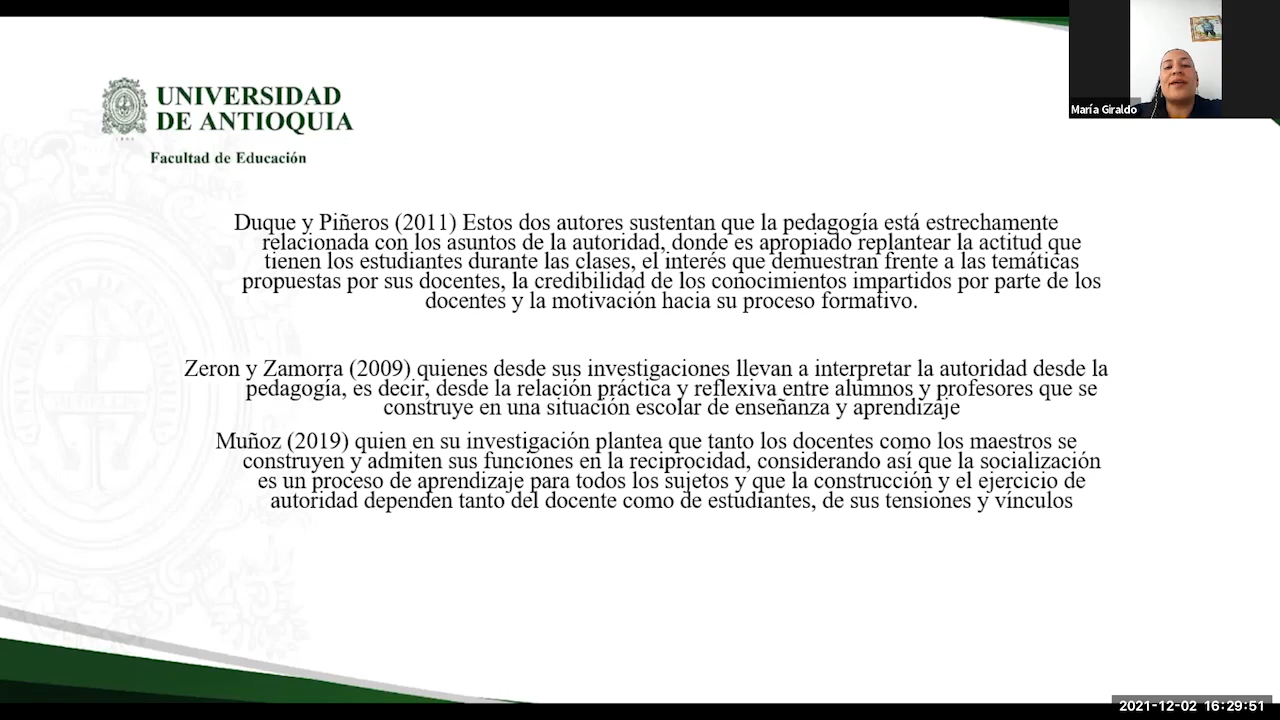 María Giraldo
UNIVERSIDAD
DE ANTIOQUIA
1803
Facultad de Educación
Duque y Piñeros (2011) Estos dos autores sustentan que la pedagogía está estrechamente
relacionada con los asuntos de la autoridad, donde es apropiado replantear la actitud que
tienen los estudiantes durante las clases, el interés que demuestran frente a las temáticas
propuestas por sus docentes, la credibilidad de los conocimientos impartidos por parte de los
docentes y la motivación hacia su proceso formativo.
Zeron y Zamorra (2009) quienes desde sus investigaciones llevan a interpretar la autoridad desde la
pedagogía, es decir, desde la relación práctica y reflexiva entre alumnos y profesores que se
construye en una situación escolar de enseñanza y aprendizaje
Muñoz (2019) quien en su investigación plantea que tanto los docentes como los maestros se
construyen y admiten sus funciones en la reciprocidad, considerando así que la socialización
es un proceso de aprendizaje para todos los sujetos y que la construcción y el ejercicio de
autoridad dependen tanto del docente como de estudiantes, de sus tensiones y vínculos
2021-12-02 16:29:51